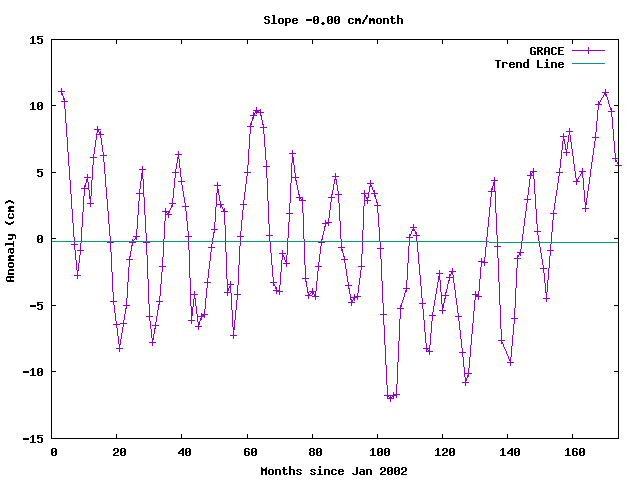 Slope -0.00 cm/month
15
10
5
0
-5
-10
-15
Anomaly (cm)
GRACE
Trend Line
0 20 40 60 80 100 120 140 160
Months since Jan 2002